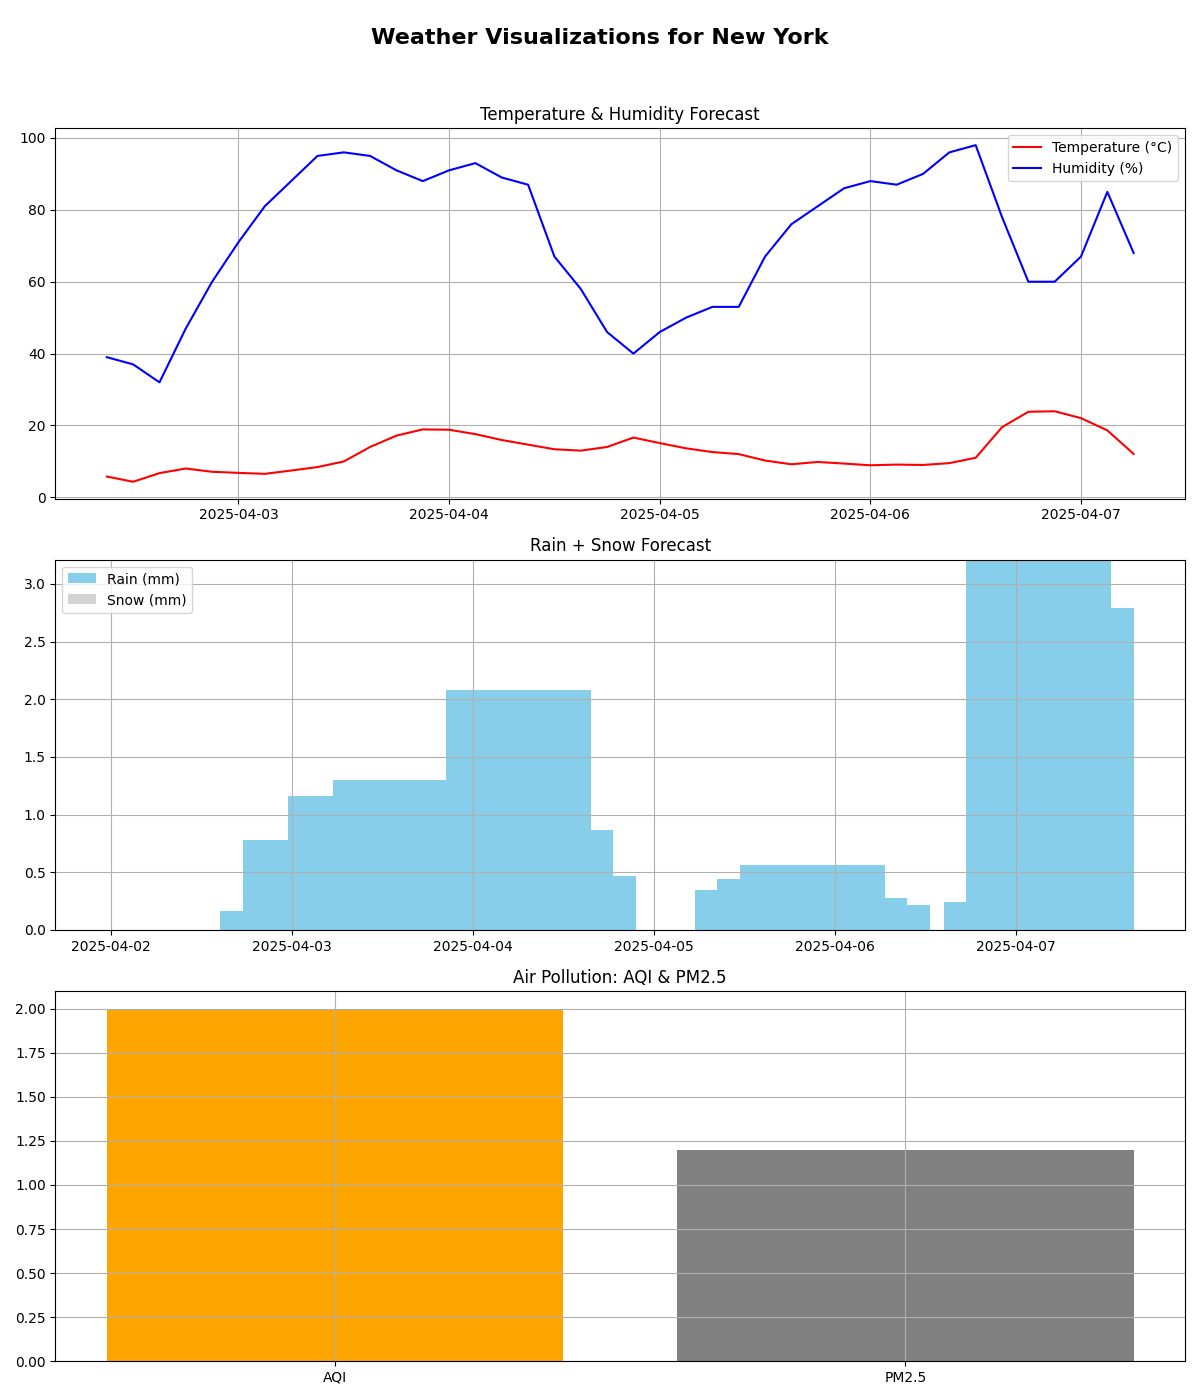 Weather Visualizations for New York
Temperature & Humidity Forecast
100
80
60
40
20
0
Temperature (°C)
Humidity (%)
2025-04-03 2025-04-04 2025-04-05 2025-04-06 2025-04-07
Rain + Snow Forecast
3.0
2.5
2.0
1.5
1.0
0.5
0.0
Rain (mm)
Snow (mm)
2025-04-02 2025-04-03 2025-04-04 2025-04-05 2025-04-06 2025-04-07
Air Pollution: AQI & PM2.5
2.00
1.75
1.50
1.25
1.00
0.75
0.50
0.25
0.00
AQI PM2.5